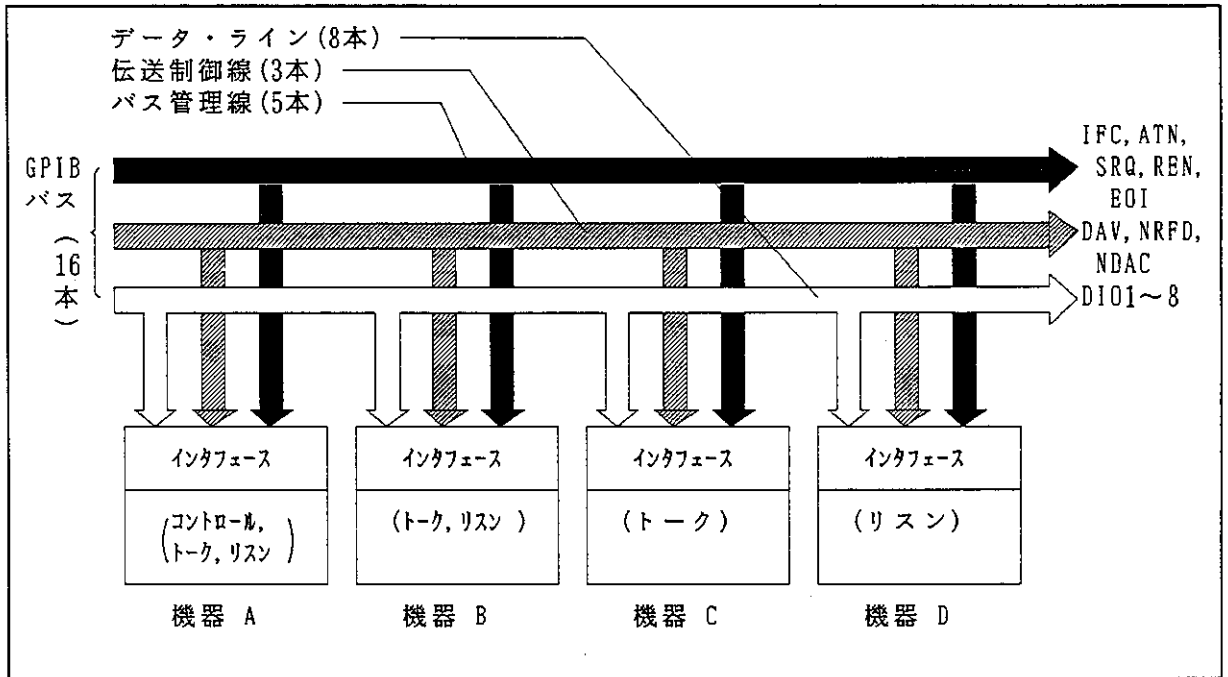 データ・ライン(8本)
伝送制御線(3本)
バス管理線(5本)
GPIB
バス
(16本)
IFC, ATN,
SRQ, REN,
EOI
DAV, NRFD,
NDAC
DIO1～8
インタフェース
インタフェース
インタフェース
インタフェース
(コントロール,
トーク, リスン)
(トーク, リスン)
(トーク)
(リスン)
機器 A
機器 B
機器 C
機器 D